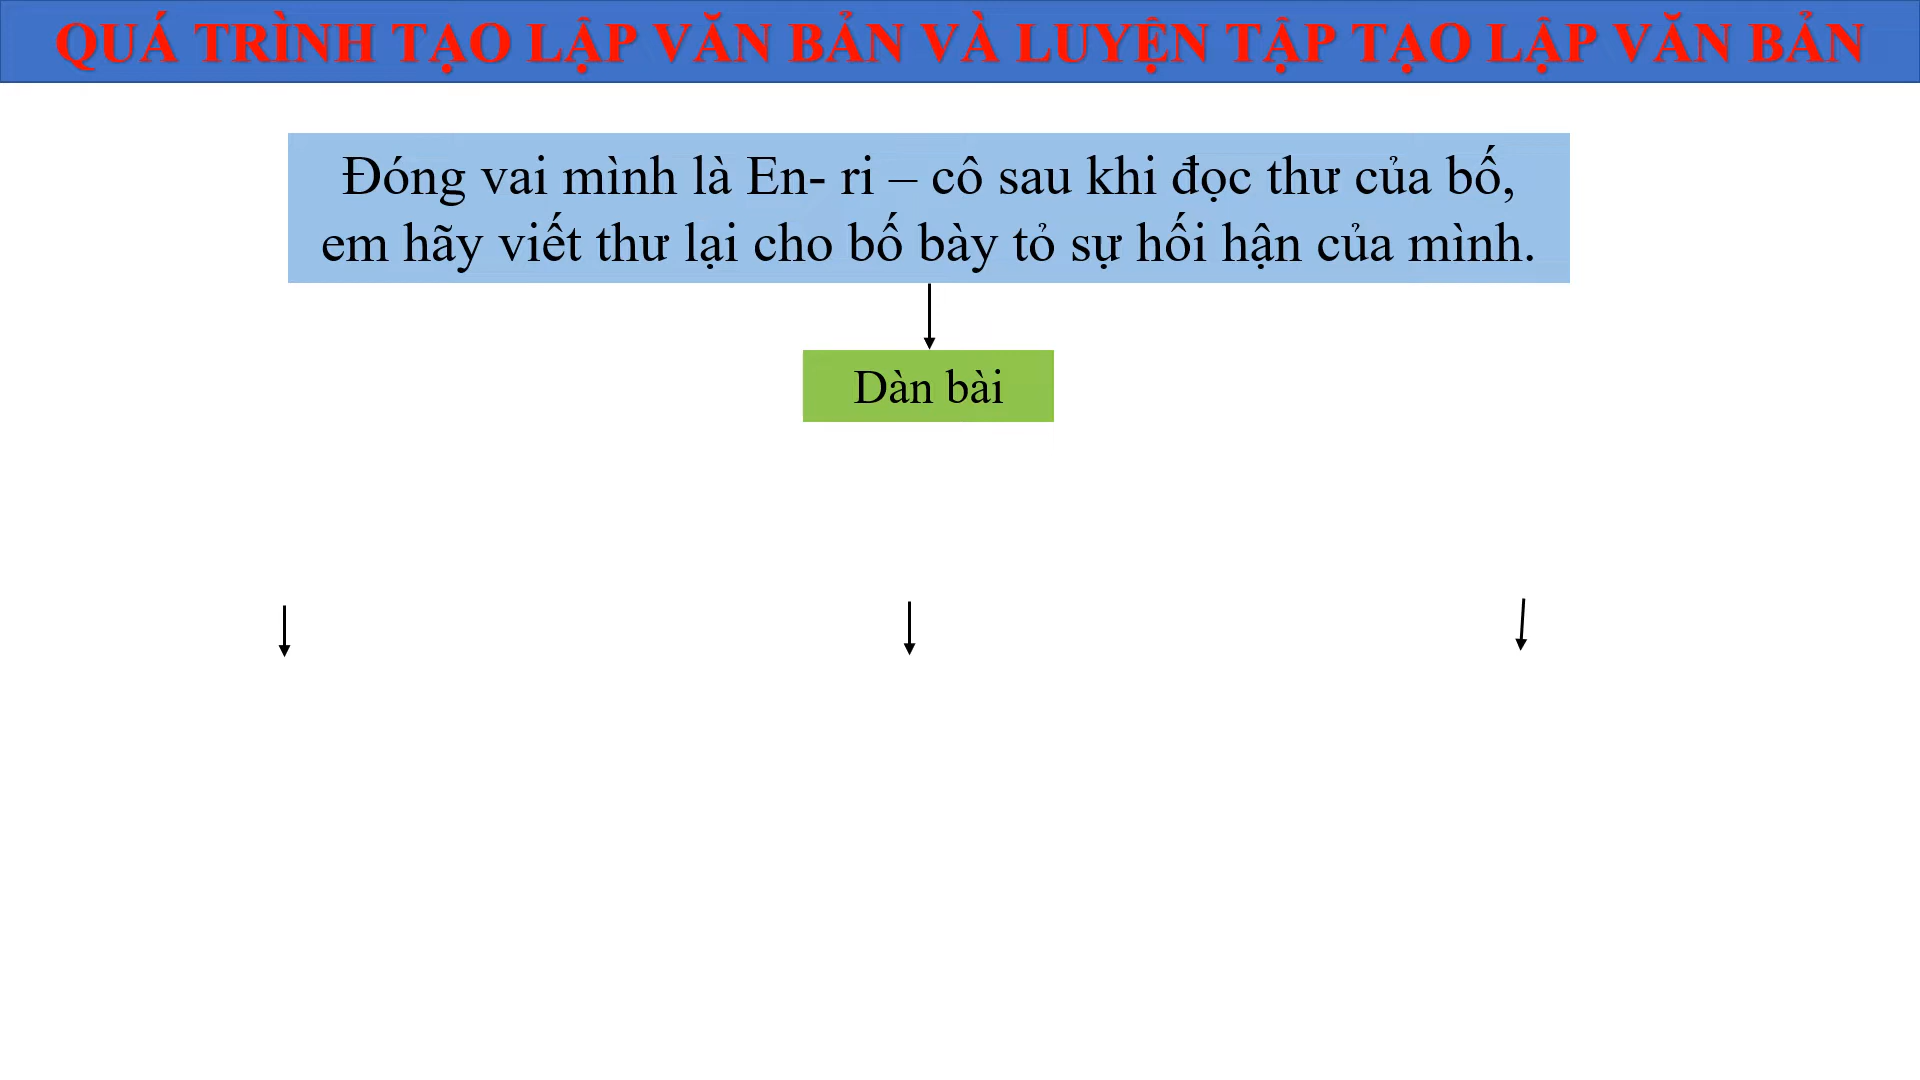 QUÁ TRÌNH TẠO LẬP VĂN BẢN VÀ LUYỆN TẬP TẠO LẬP VĂN BẢN
Đóng vai mình là En- ri – cô sau khi đọc thư của bố,
em hãy viết thư lại cho bố bày tỏ sự hối hận của mình.
Dàn bài